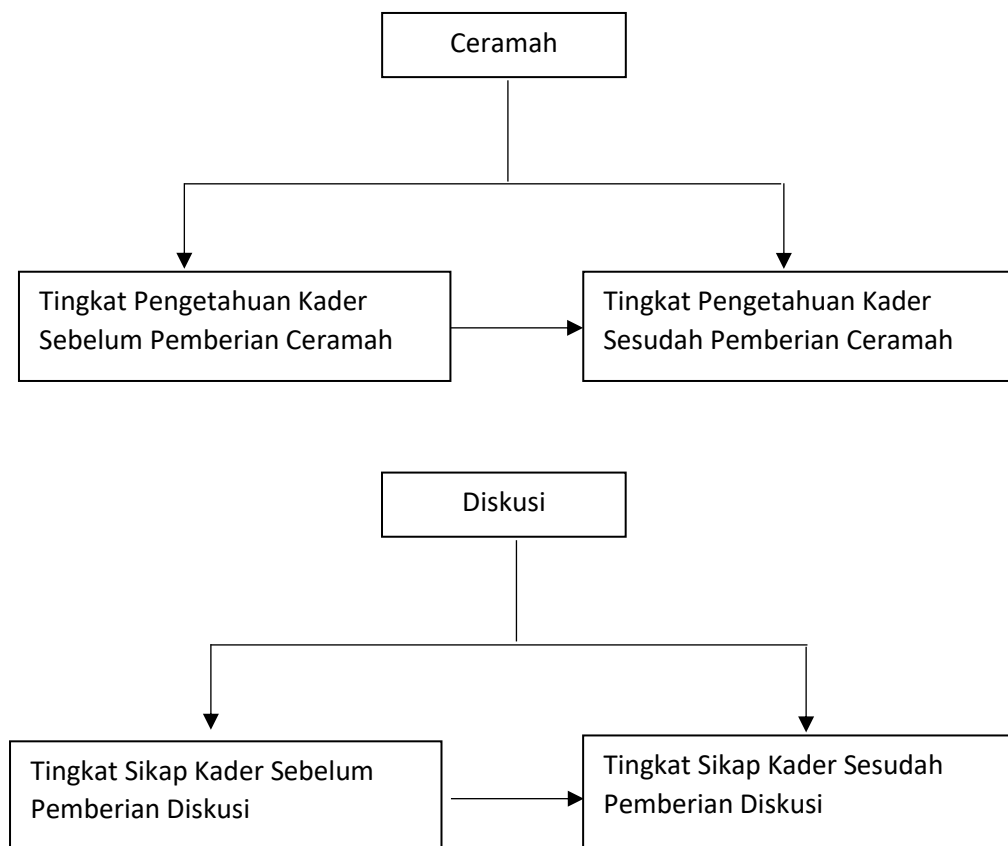 Ceramah
Tingkat Pengetahuan Kader
Sebelum Pemberian Ceramah
Tingkat Pengetahuan Kader
Sesudah Pemberian Ceramah
Diskusi
Tingkat Sikap Kader Sebelum
Pemberian Diskusi
Tingkat Sikap Kader Sesudah
Pemberian Diskusi